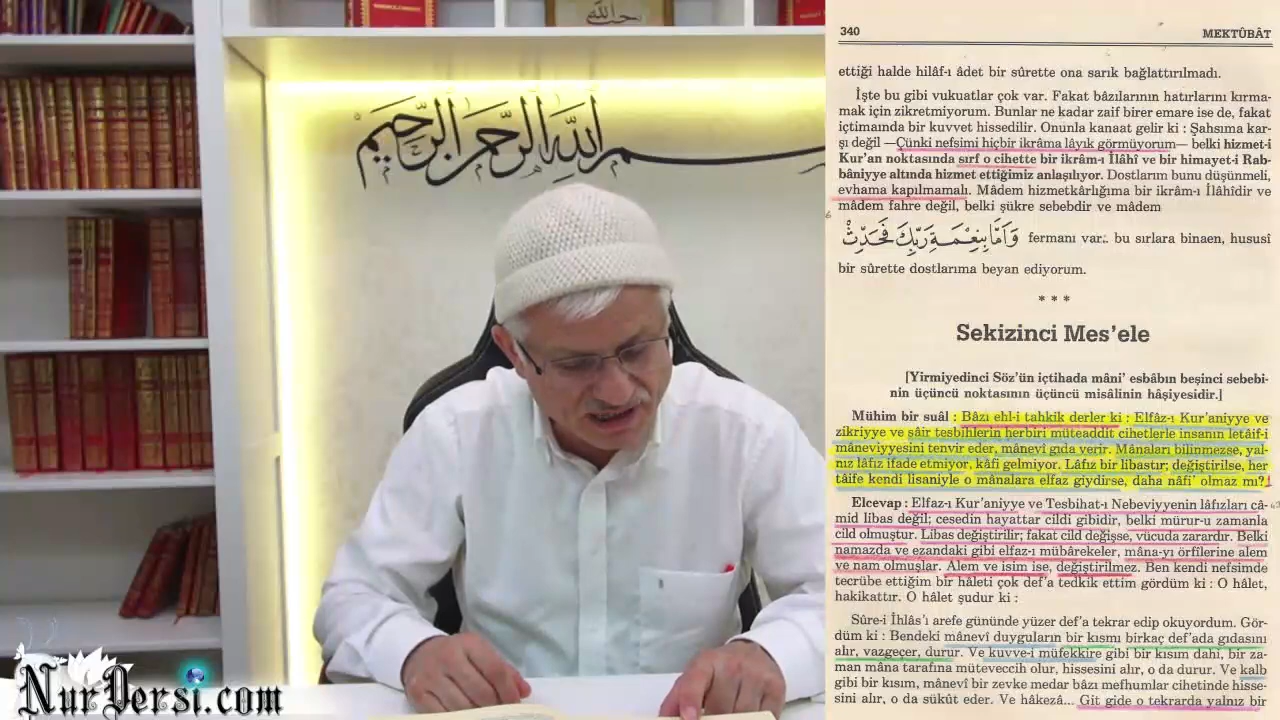 حسبي الله
بسم الله الرحمن الرحيم
340
MEKTÛBÂT
ettiği halde hilâf-ı âdet bir sûrette ona sarık bağlattırılmadı.
İşte bu gibi vukuatlar çok var. Fakat bâzılarının hatırlarını kırma-
mak için zikretmiyorum. Bunlar ne kadar zaif birer emare ise de, fakat
içtimamda bir kuvvet hissedilir. Onunla kanaat gelir ki : Şahsıma kar-
şı değil —Çünki nefsimi hiçbir ikrâma lâyık görmüyorum— belki hizmet-i
Kur'an noktasında sırf o cihette bir ikrâm-ı İlâhî ve bir himayet-i Rab-
bâniyye altında hizmet ettiğimiz anlaşılıyor. Dostlarım bunu düşünmeli,
evhama kapılmamalı. Mâdem hizmetkârlığıma bir ikram-ı İlâhîdir ve
mâdem fahre değil, belki şükre sebebdir ve mâdem
وَاَمَّا بِنِعْمَةِ رَبِّكَ فَحَدِّثْ fermanı var.. bu sırlara binaen, hususî
bir sûrette dostlarıma beyan ediyorum.
* * *
Sekizinci Mes'ele
[Yirmiyedinci Söz'ün içtihada mâni' esbâbın beşinci sebebi-
nin üçüncü noktasının üçüncü misâlinin hâşiyesidir.]
Mühim bir suâl : Bâzı ehl-i tahkik derler ki : Elfâz-ı Kur'aniyye ve
zikriyye ve sâir tesbihlerin herbiri müteaddit cihetlerle insanın letâif-i
mâneviyyesini tenvir eder, mânevî gıda verir. Mânaları bilinmezse, yal-
nız lâfız ifade etmiyor, kâfi gelmiyor. Lâfız bir libastır; değiştirilse, her
tâife kendi lisaniyle o mânalara elfaz giydirse, daha nâfi' olmaz mı?
Elcevap : Elfaz-ı Kur'aniyye ve Tesbihat-ı Nebeviyyenin lâfızları câ-
mid libas değil; cesedin hayattar cildi gibidir, belki mürur-u zamanla
cild olmuştur. Libas değiştirilir; fakat cild değişse, vücuda zarardır. Belki
namazda ve ezandaki gibi elfaz-ı mübârekeler, mâna-yı örfîlerine alem
ve nam olmuşlar. Alem ve isim ise, değiştirilmez. Ben kendi nefsimde
tecrübe ettiğim bir hâleti çok def'a tedkik ettim gördüm ki : O hâlet,
hakikattır. O hâlet şudur ki :
Sûre-i İhlâs'ı arefe gününde yüzer def'a tekrar edip okuyordum. Gör-
düm ki : Bendeki mânevî duyguların bir kısmı birkaç def'ada gıdasını
alır, vazgeçer, durur. Ve kuvve-i müfekkire gibi bir kısım dahi, bir za-
man mâna tarafına müteveccih olur, hissesini alır, o da durur. Ve kalb
gibi bir kısım, mânevî bir zevke medar bâzı mefhumlar cihetinde hisse-
sini alır, o da sükût eder. Ve hâkezâ... Git gide o tekrarda yalnız bir
NurDersi.com